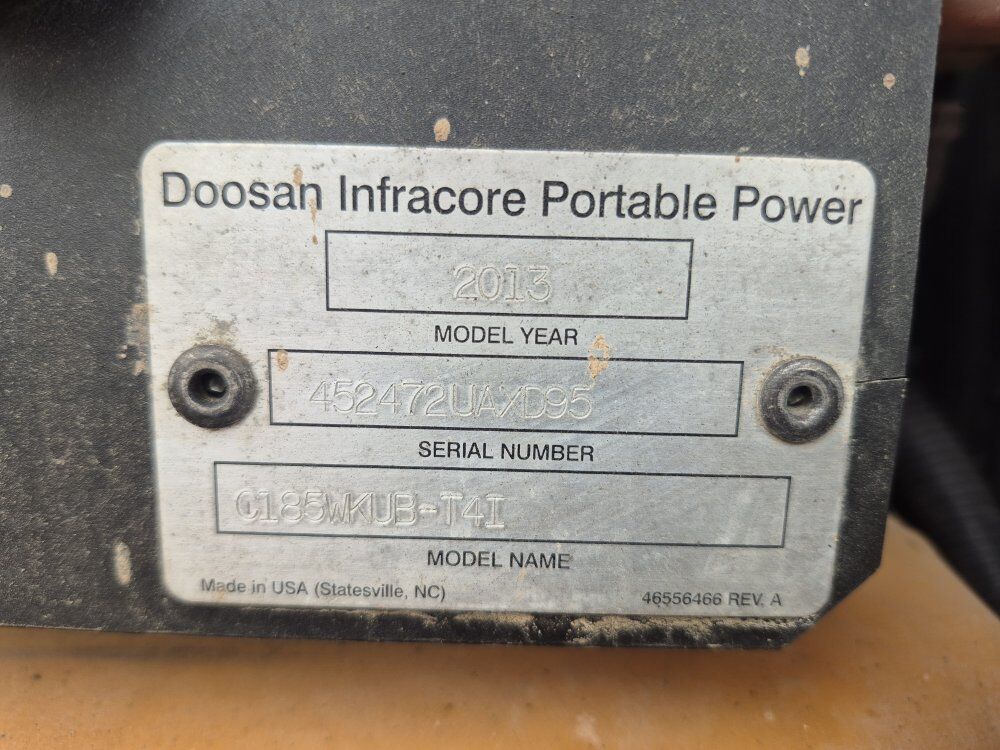 Doosan Infracore Portable Power
2013
MODEL YEAR
452472UAXD95
SERIAL NUMBER
C185WKUB-T4I
MODEL NAME
Made in USA (Statesville, NC)
46556466 REV. A